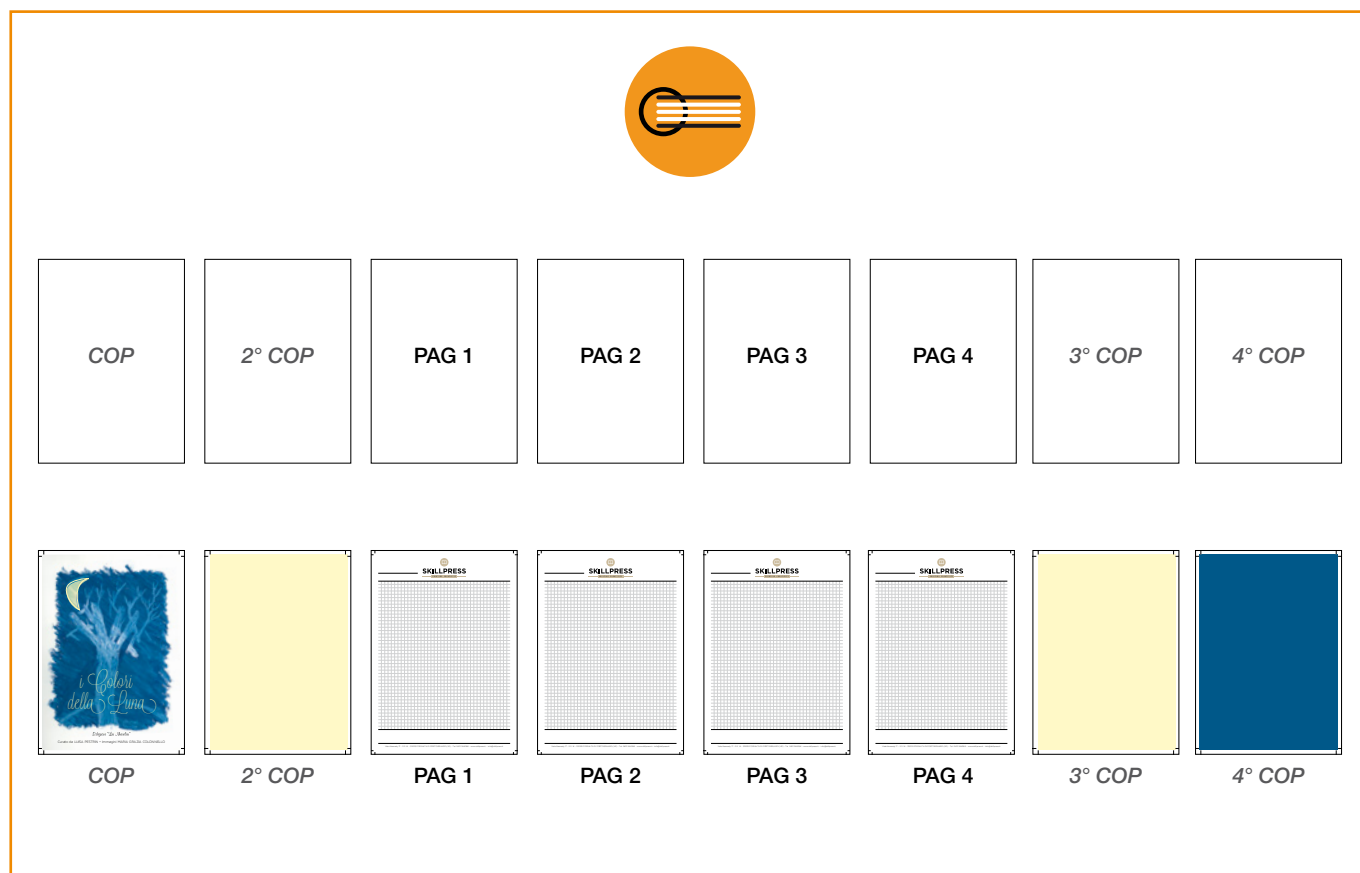 COP
2° COP
PAG 1
PAG 2
PAG 3
PAG 4
3° COP
4° COP
i Colori
della Luna
SKILLPRESS
SKILLPRESS
SKILLPRESS
SKILLPRESS
COP
2° COP
PAG 1
PAG 2
PAG 3
PAG 4
3° COP
4° COP